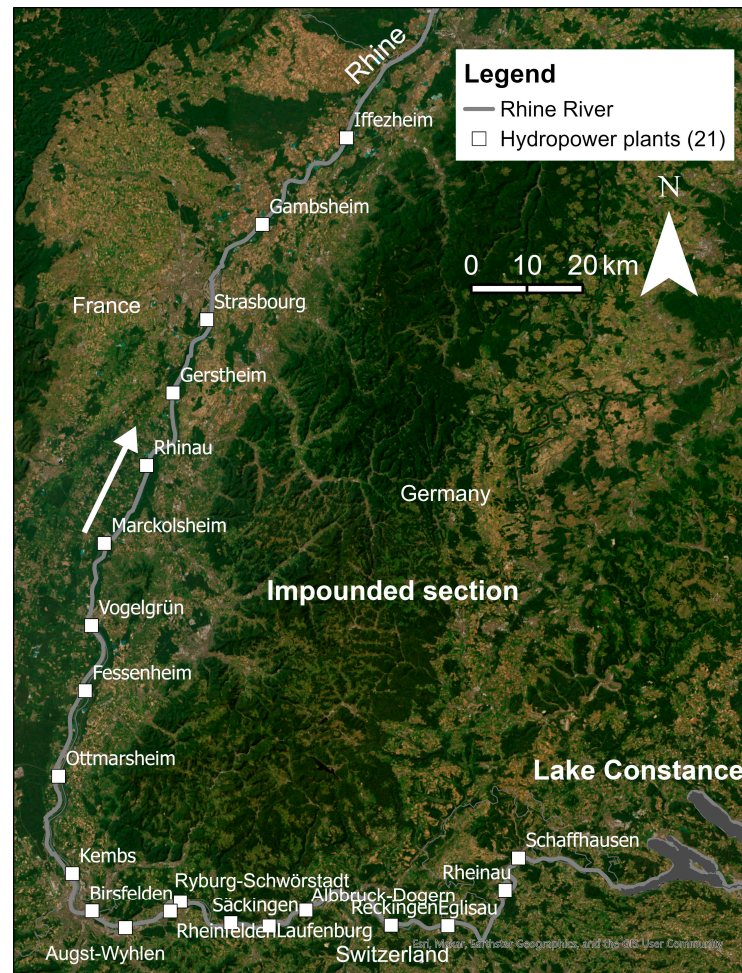 Rhine
Legend
Rhine River
Hydropower plants (21)
Iffezheim
N
Gambsheim
0 10 20 km
France
Strasbourg
Gerstheim
Rhinau
Germany
Marckolsheim
Impounded section
Vogelgrün
Fessenheim
Ottmarsheim
Lake Constance
Schaffhausen
Kembs
Rheinau
Ryburg-Schwörstadt
Birsfelden
Albbruck-Dogern
Säckingen
Reckingen
Eglisau
Rheinfelden
Laufenburg
Augst-Wyhlen
Switzerland
Esri, Maxar, Earthstar Geographics, and the GIS User Community